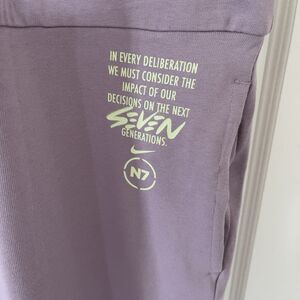 IN EVERY DELIBERATION
WE MUST CONSIDER THE
IMPACT OF OUR
DECISIONS ON THE NEXT
SEVEN
GENERATIONS.
N7